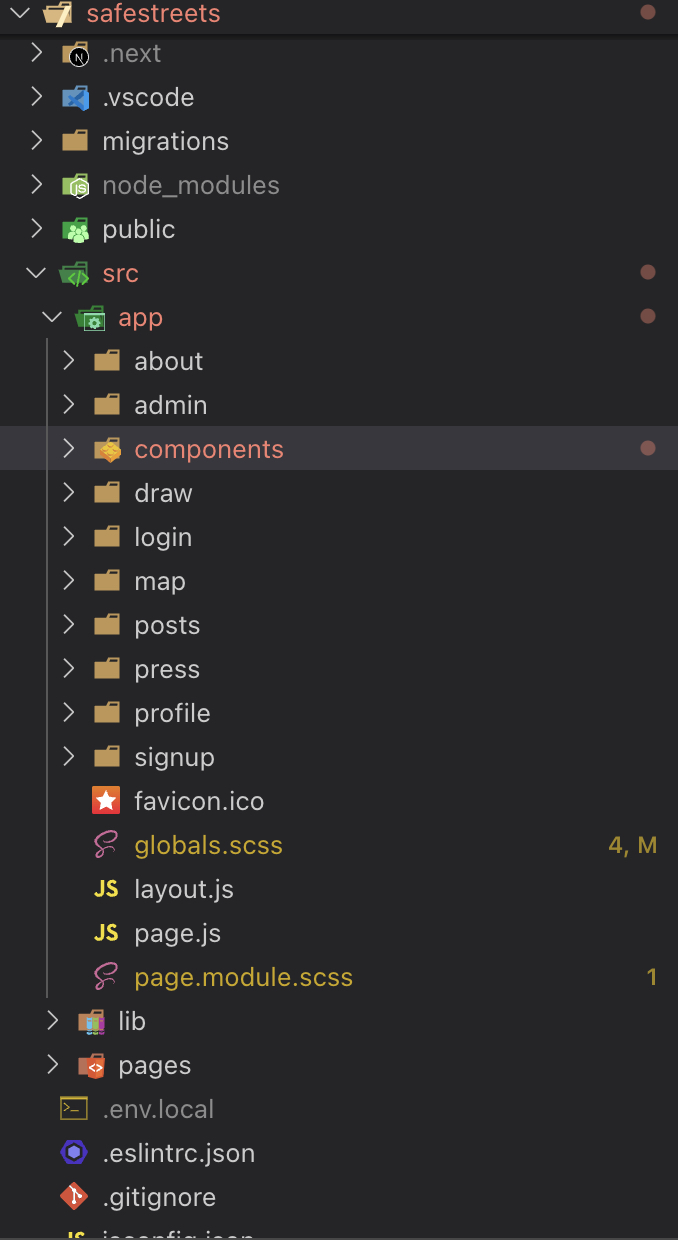 safestreets
.next
.vscode
migrations
node_modules
public
src
app
about
admin
components
draw
login
map
posts
press
profile
signup
favicon.ico
globals.scss 4, M
JS layout.js
JS page.js
page.module.scss 1
lib
pages
.env.local
.eslintrc.json
.gitignore